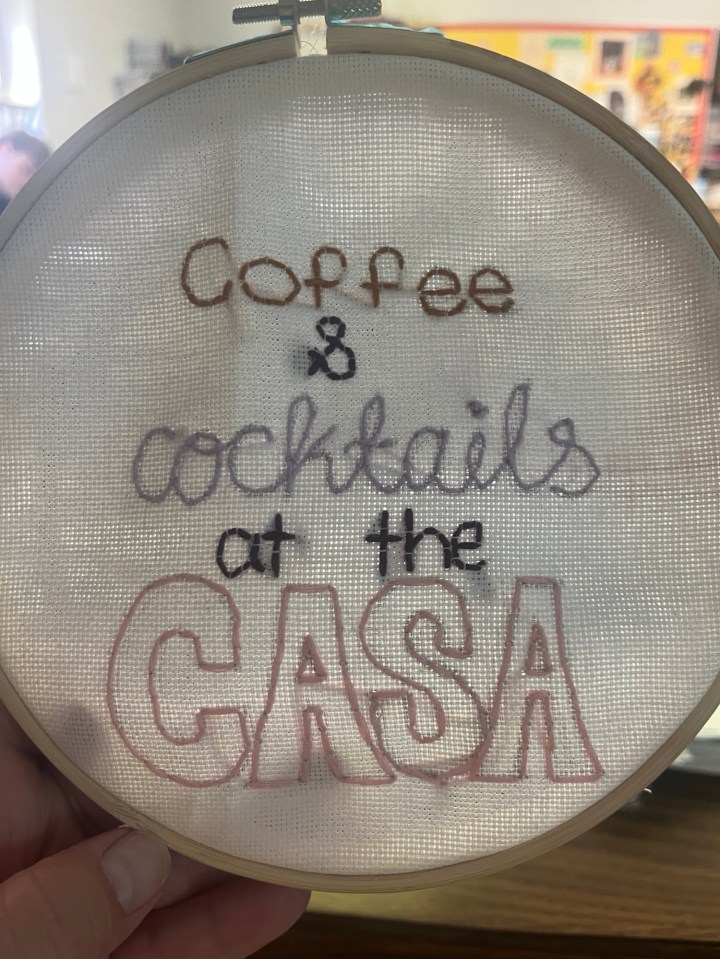 Coffee
&
cocktails
at the
CASA